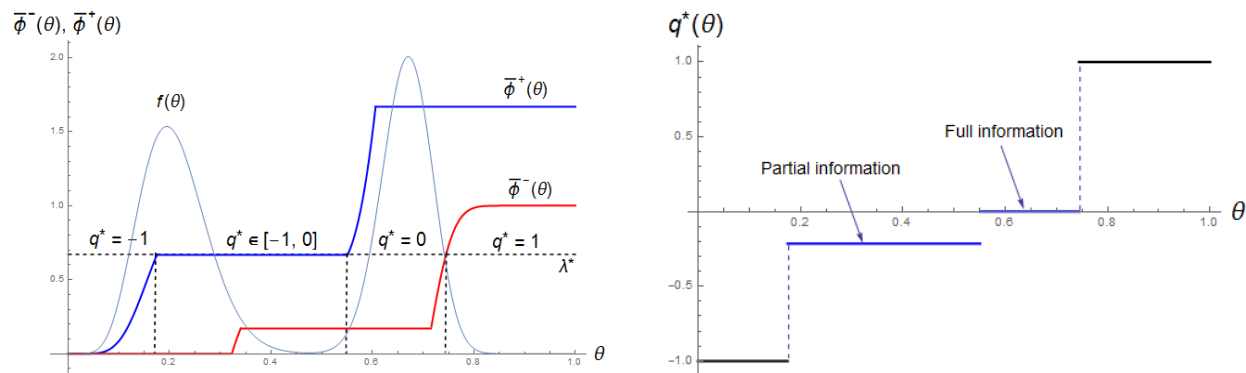 ϕ̅⁻(θ), ϕ̅⁺(θ)
2.0
f(θ)
ϕ̅⁺(θ)
1.5
ϕ̅⁻(θ)
1.0
q* = −1
q* ∈ [−1, 0]
q* = 0
q* = 1
λ*
0.5
0.2
0.4
0.6
0.8
1.0
θ
q*(θ)
1.0
0.5
Full information
Partial information
0.2
0.4
0.6
0.8
1.0
θ
−0.5
−1.0